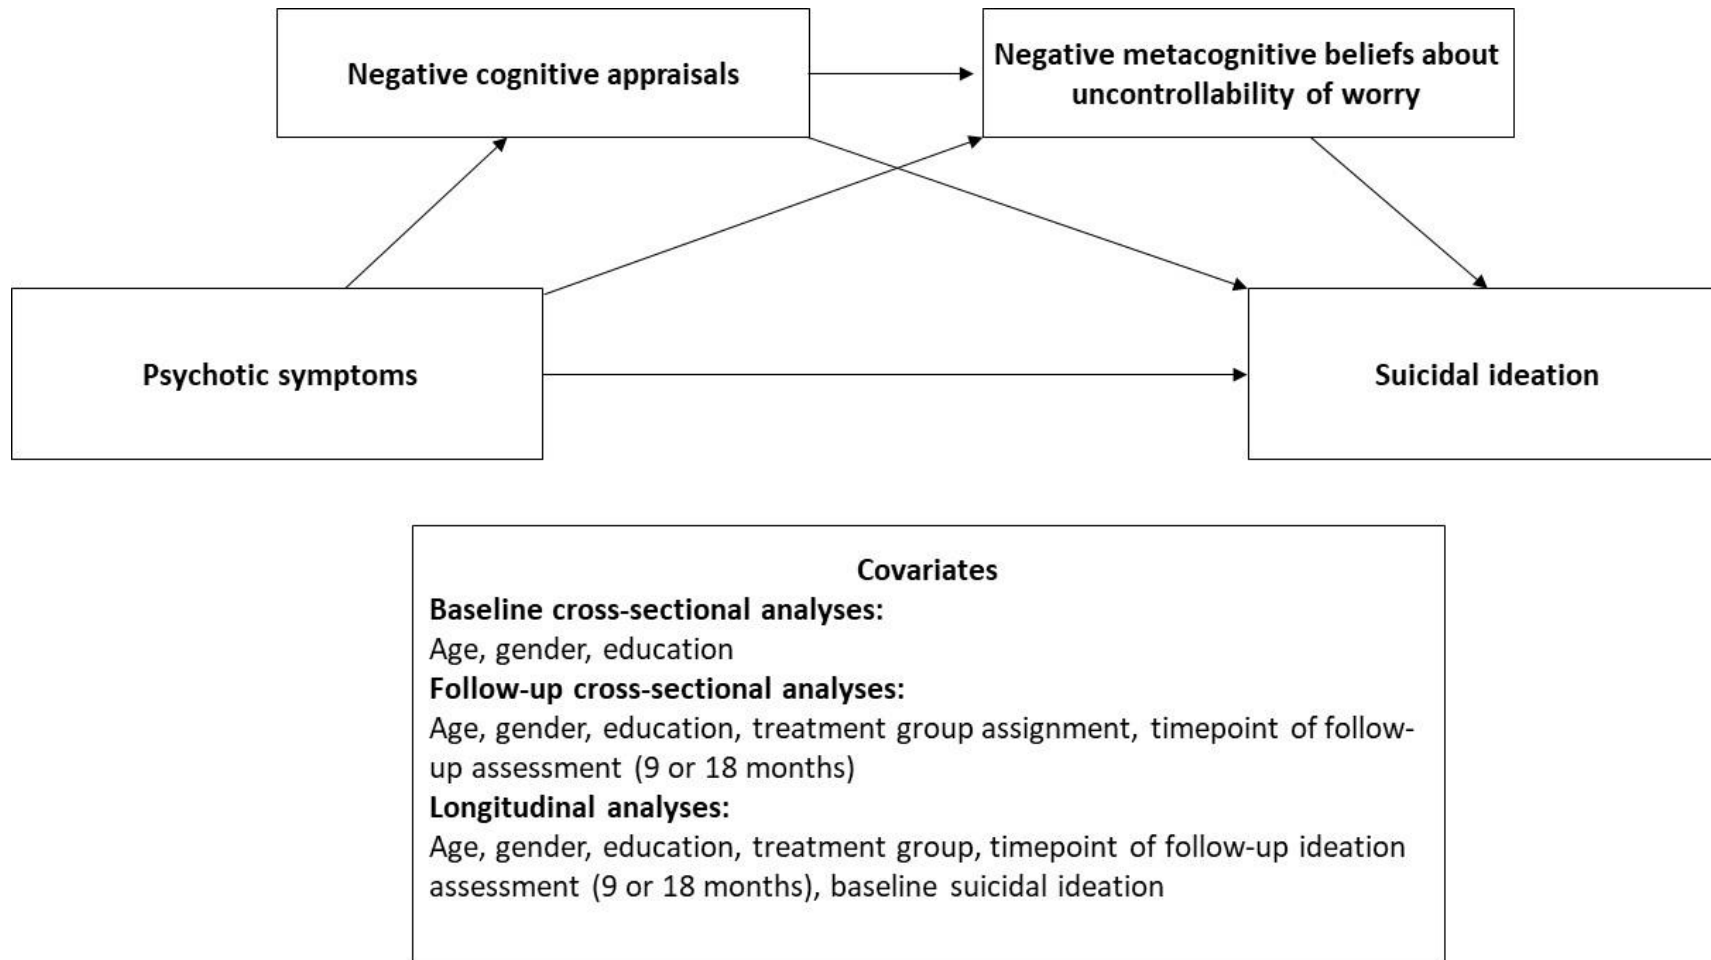 Negative cognitive appraisals
Negative metacognitive beliefs about
uncontrollability of worry
Psychotic symptoms
Suicidal ideation
Covariates
Baseline cross-sectional analyses:
Age, gender, education
Follow-up cross-sectional analyses:
Age, gender, education, treatment group assignment, timepoint of follow-
up assessment (9 or 18 months)
Longitudinal analyses:
Age, gender, education, treatment group, timepoint of follow-up ideation
assessment (9 or 18 months), baseline suicidal ideation